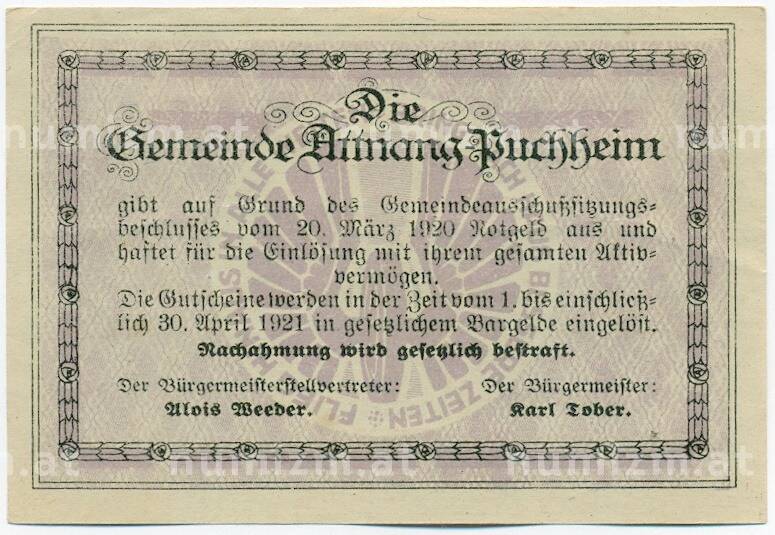 Die
Gemeinde Attnang-Puchheim
gibt auf Grund des Gemeindeausschußsitzungs-
beschlusses vom 20. März 1920 Notgeld aus und
haftet für die Einlösung mit ihrem gesamten Aktiv-
vermögen.
Die Gutscheine werden in der Zeit vom 1. bis einschließ-
lich 30. April 1921 in gesetzlichem Bargelde eingelöst.
Nachahmung wird gesetzlich bestraft.
Der Bürgermeisterstellvertreter: Der Bürgermeister:
Alois Weeder. Karl Tober.
ZEITEN
numizm.at
numizm.at
numizm.at
numizm.at